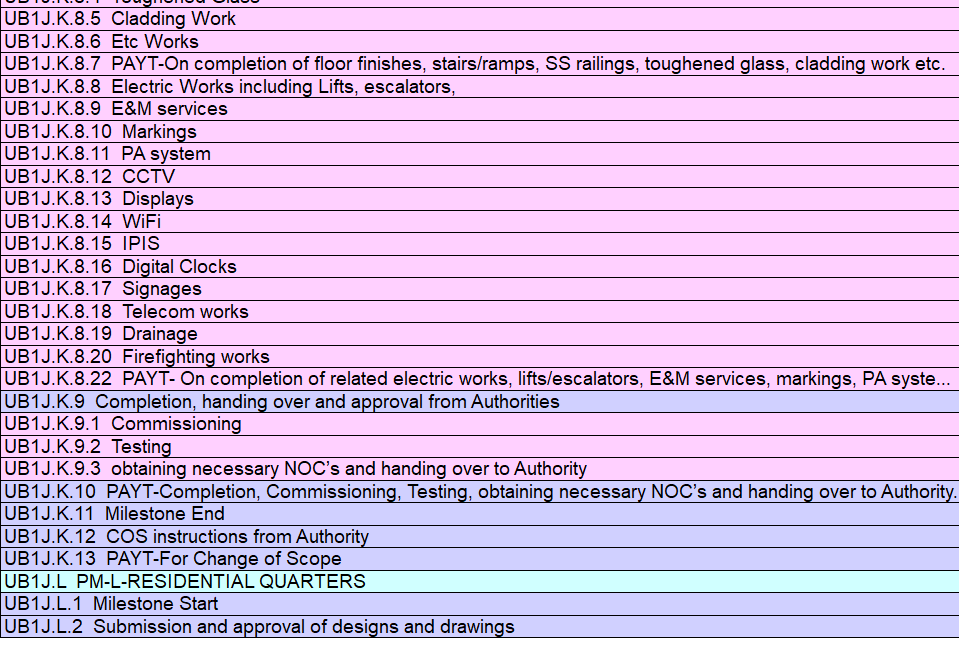 UB1J.K.8.5 Cladding Work
UB1J.K.8.6 Etc Works
UB1J.K.8.7 PAYT-On completion of floor finishes, stairs/ramps, SS railings, toughened glass, cladding work etc.
UB1J.K.8.8 Electric Works including Lifts, escalators,
UB1J.K.8.9 E&M services
UB1J.K.8.10 Markings
UB1J.K.8.11 PA system
UB1J.K.8.12 CCTV
UB1J.K.8.13 Displays
UB1J.K.8.14 WiFi
UB1J.K.8.15 IPIS
UB1J.K.8.16 Digital Clocks
UB1J.K.8.17 Signages
UB1J.K.8.18 Telecom works
UB1J.K.8.19 Drainage
UB1J.K.8.20 Firefighting works
UB1J.K.8.22 PAYT- On completion of related electric works, lifts/escalators, E&M services, markings, PA syste...
UB1J.K.9 Completion, handing over and approval from Authorities
UB1J.K.9.1 Commissioning
UB1J.K.9.2 Testing
UB1J.K.9.3 obtaining necessary NOC’s and handing over to Authority
UB1J.K.10 PAYT-Completion, Commissioning, Testing, obtaining necessary NOC’s and handing over to Authority.
UB1J.K.11 Milestone End
UB1J.K.12 COS instructions from Authority
UB1J.K.13 PAYT-For Change of Scope
UB1J.L PM-L-RESIDENTIAL QUARTERS
UB1J.L.1 Milestone Start
UB1J.L.2 Submission and approval of designs and drawings